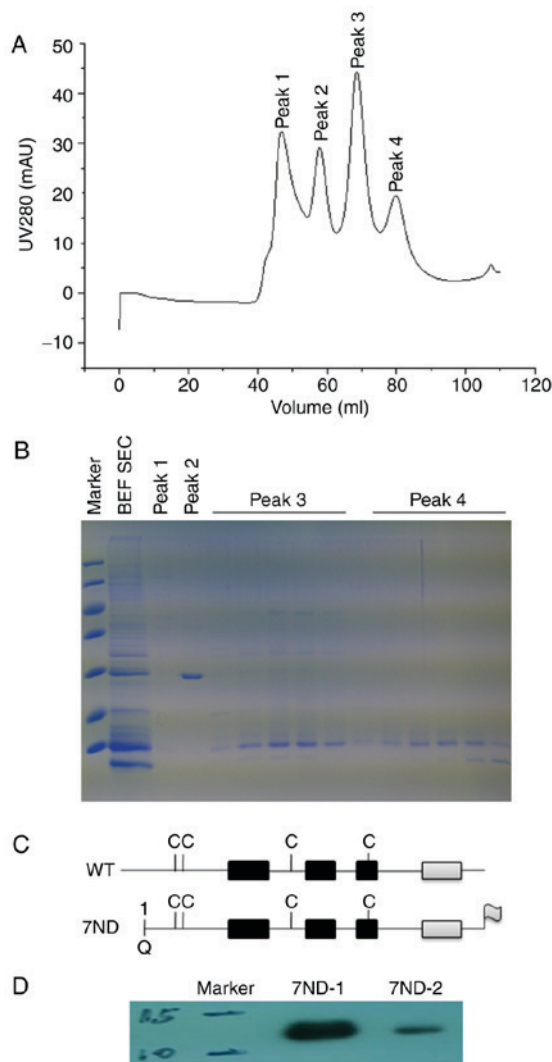 A
50
40
30
20
10
0
−10
UV280 (mAU)
Peak 1
Peak 2
Peak 3
Peak 4
0 20 40 60 80 100 120
Volume (ml)
B
Marker
BEF SEC
Peak 1
Peak 2
Peak 3
Peak 4
C
CC C C
WT
1 CC C C
7ND
Q
D
Marker 7ND-1 7ND-2